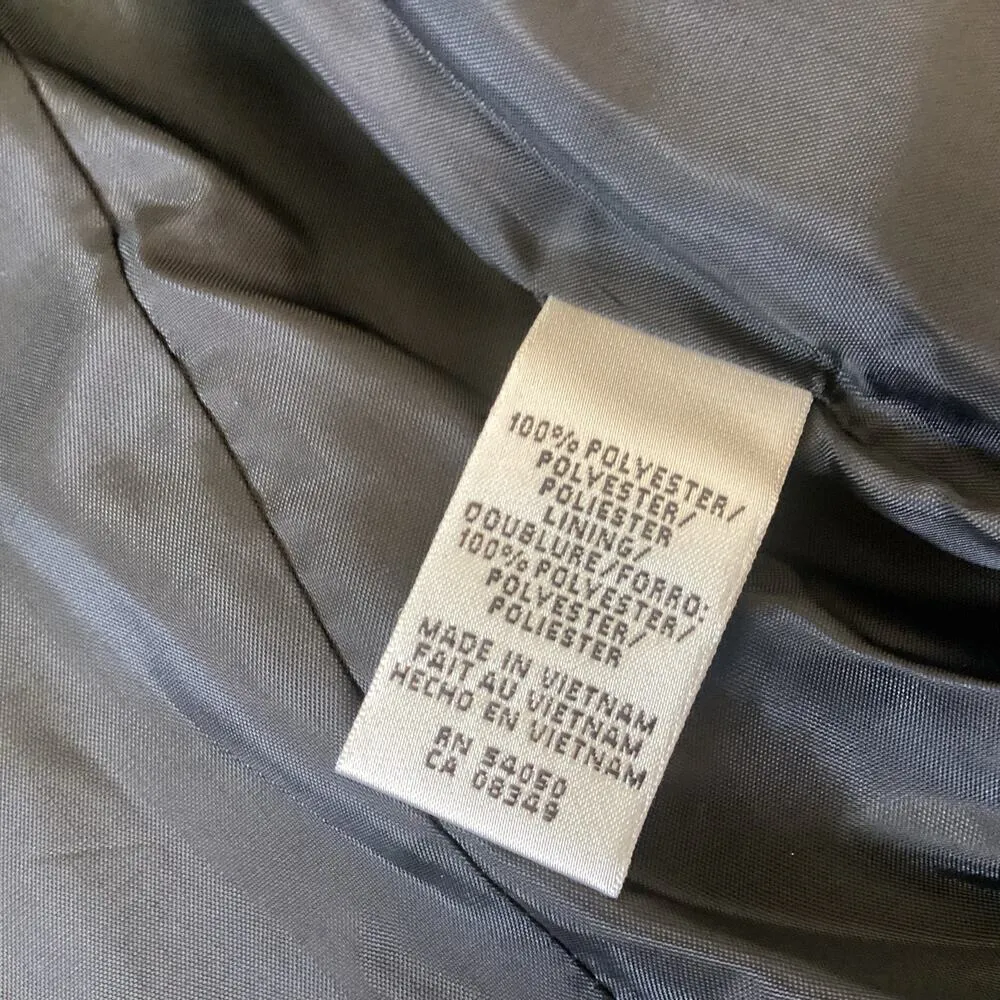 100% POLYESTER/
POLYESTER/
POLIESTER
LINING/
DOUBLURE/FORRO:
100% POLYESTER/
POLYESTER/
POLIESTER
MADE IN VIETNAM
FAIT AU VIETNAM
HECHO EN VIETNAM
RN 54050
CA 08349